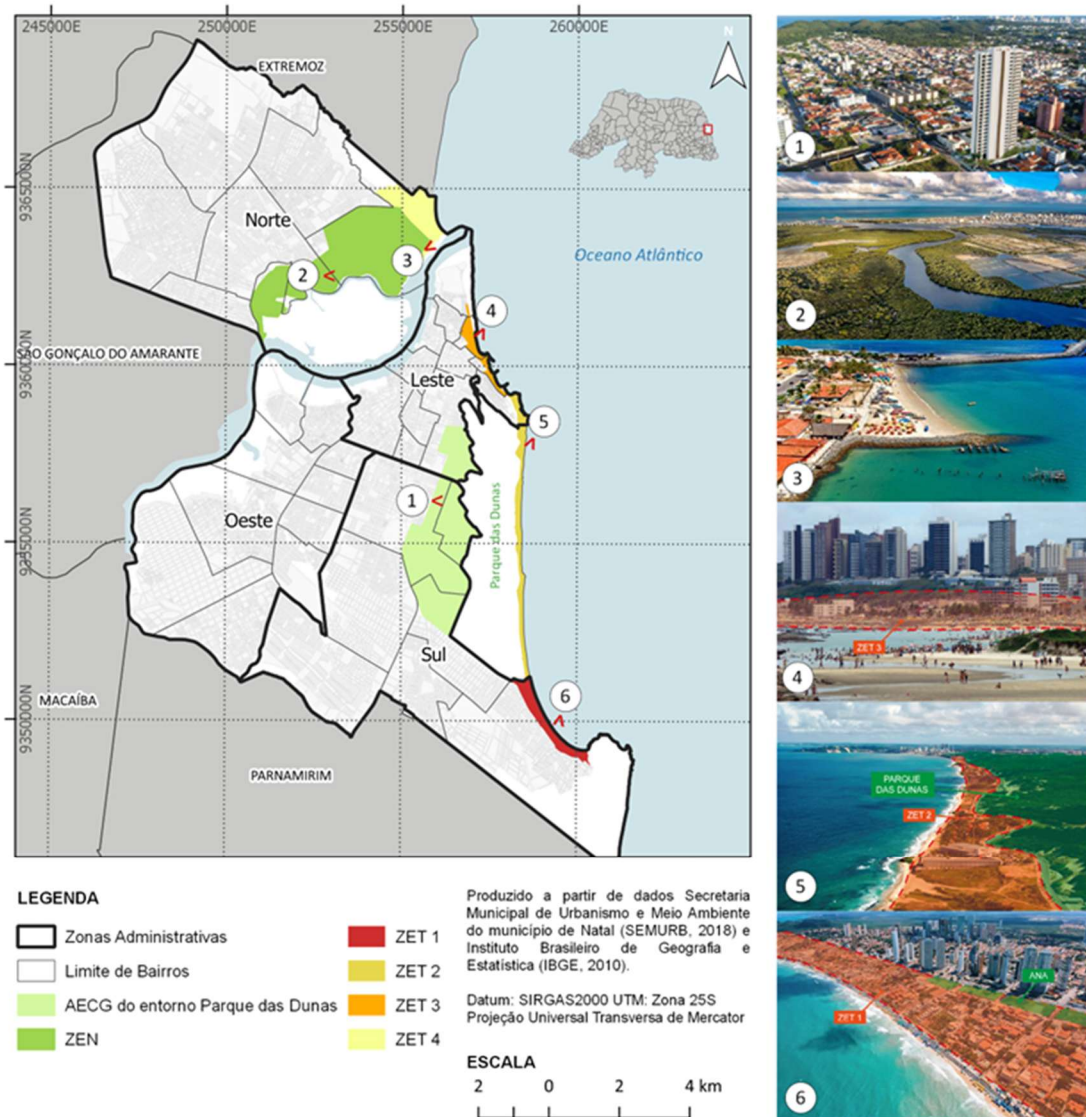 245000E 250000E 255000E 260000E
N
EXTREMOZ
9365000N
Norte
3
2
Oceano Atlântico
4
SÃO GONÇALO DO AMARANTE
9360000N
Leste
5
1
Oeste
Parque das Dunas
9355000N
Sul
6
MACAÍBA
9350000N
PARNAMIRIM
1
2
3
ZET 3
4
PARQUE
DAS DUNAS
ZET 2
5
ANA
ZET 1
6
LEGENDA
Zonas Administrativas
Limite de Bairros
AECG do entorno Parque das Dunas
ZEN
ZET 1
ZET 2
ZET 3
ZET 4
Produzido a partir de dados Secretaria
Municipal de Urbanismo e Meio Ambiente
do município de Natal (SEMURB, 2018) e
Instituto Brasileiro de Geografia e
Estatística (IBGE, 2010).
Datum: SIRGAS2000 UTM: Zona 25S
Projeção Universal Transversa de Mercator
ESCALA
2 0 2 4 km